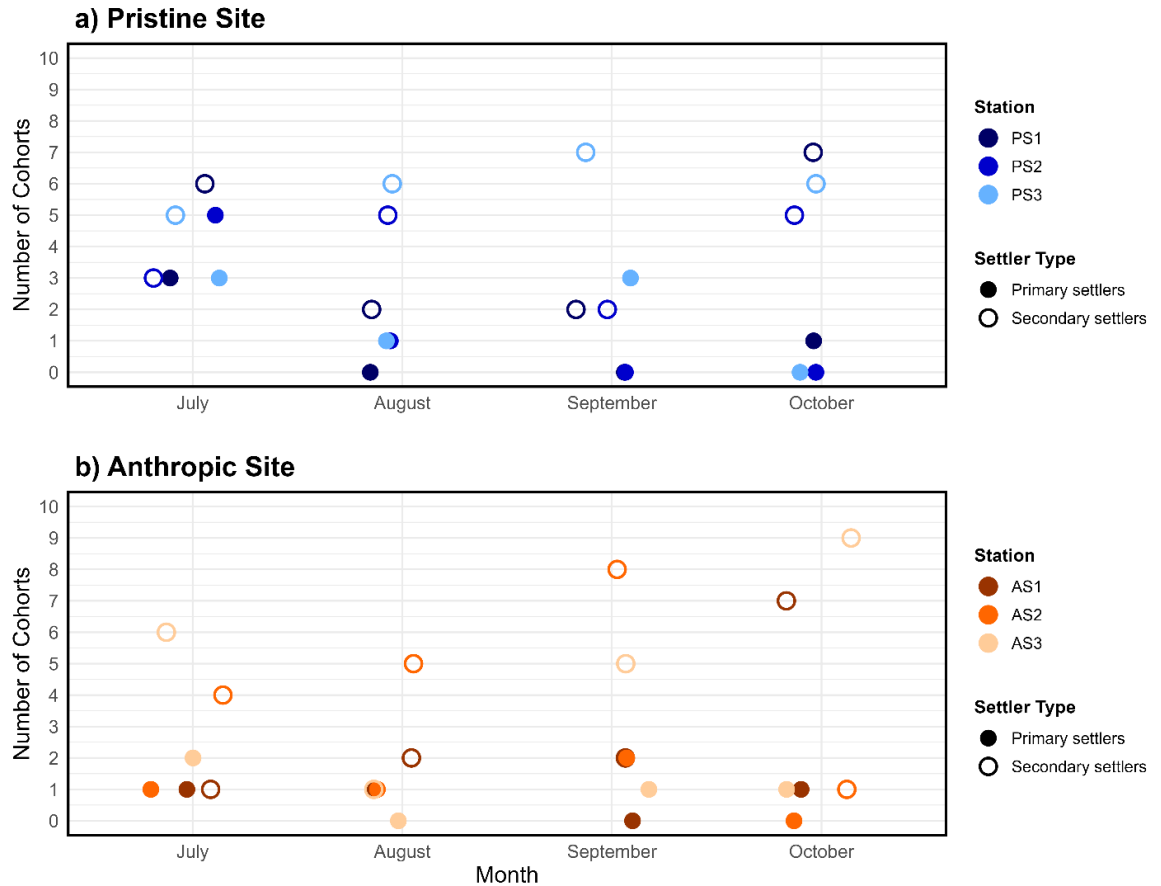 a) Pristine Site
Number of Cohorts
10
9
8
7
6
5
4
3
2
1
0
July August September October
Station
PS1
PS2
PS3
Settler Type
Primary settlers
Secondary settlers
b) Anthropic Site
Number of Cohorts
10
9
8
7
6
5
4
3
2
1
0
July August September October
Month
Station
AS1
AS2
AS3
Settler Type
Primary settlers
Secondary settlers